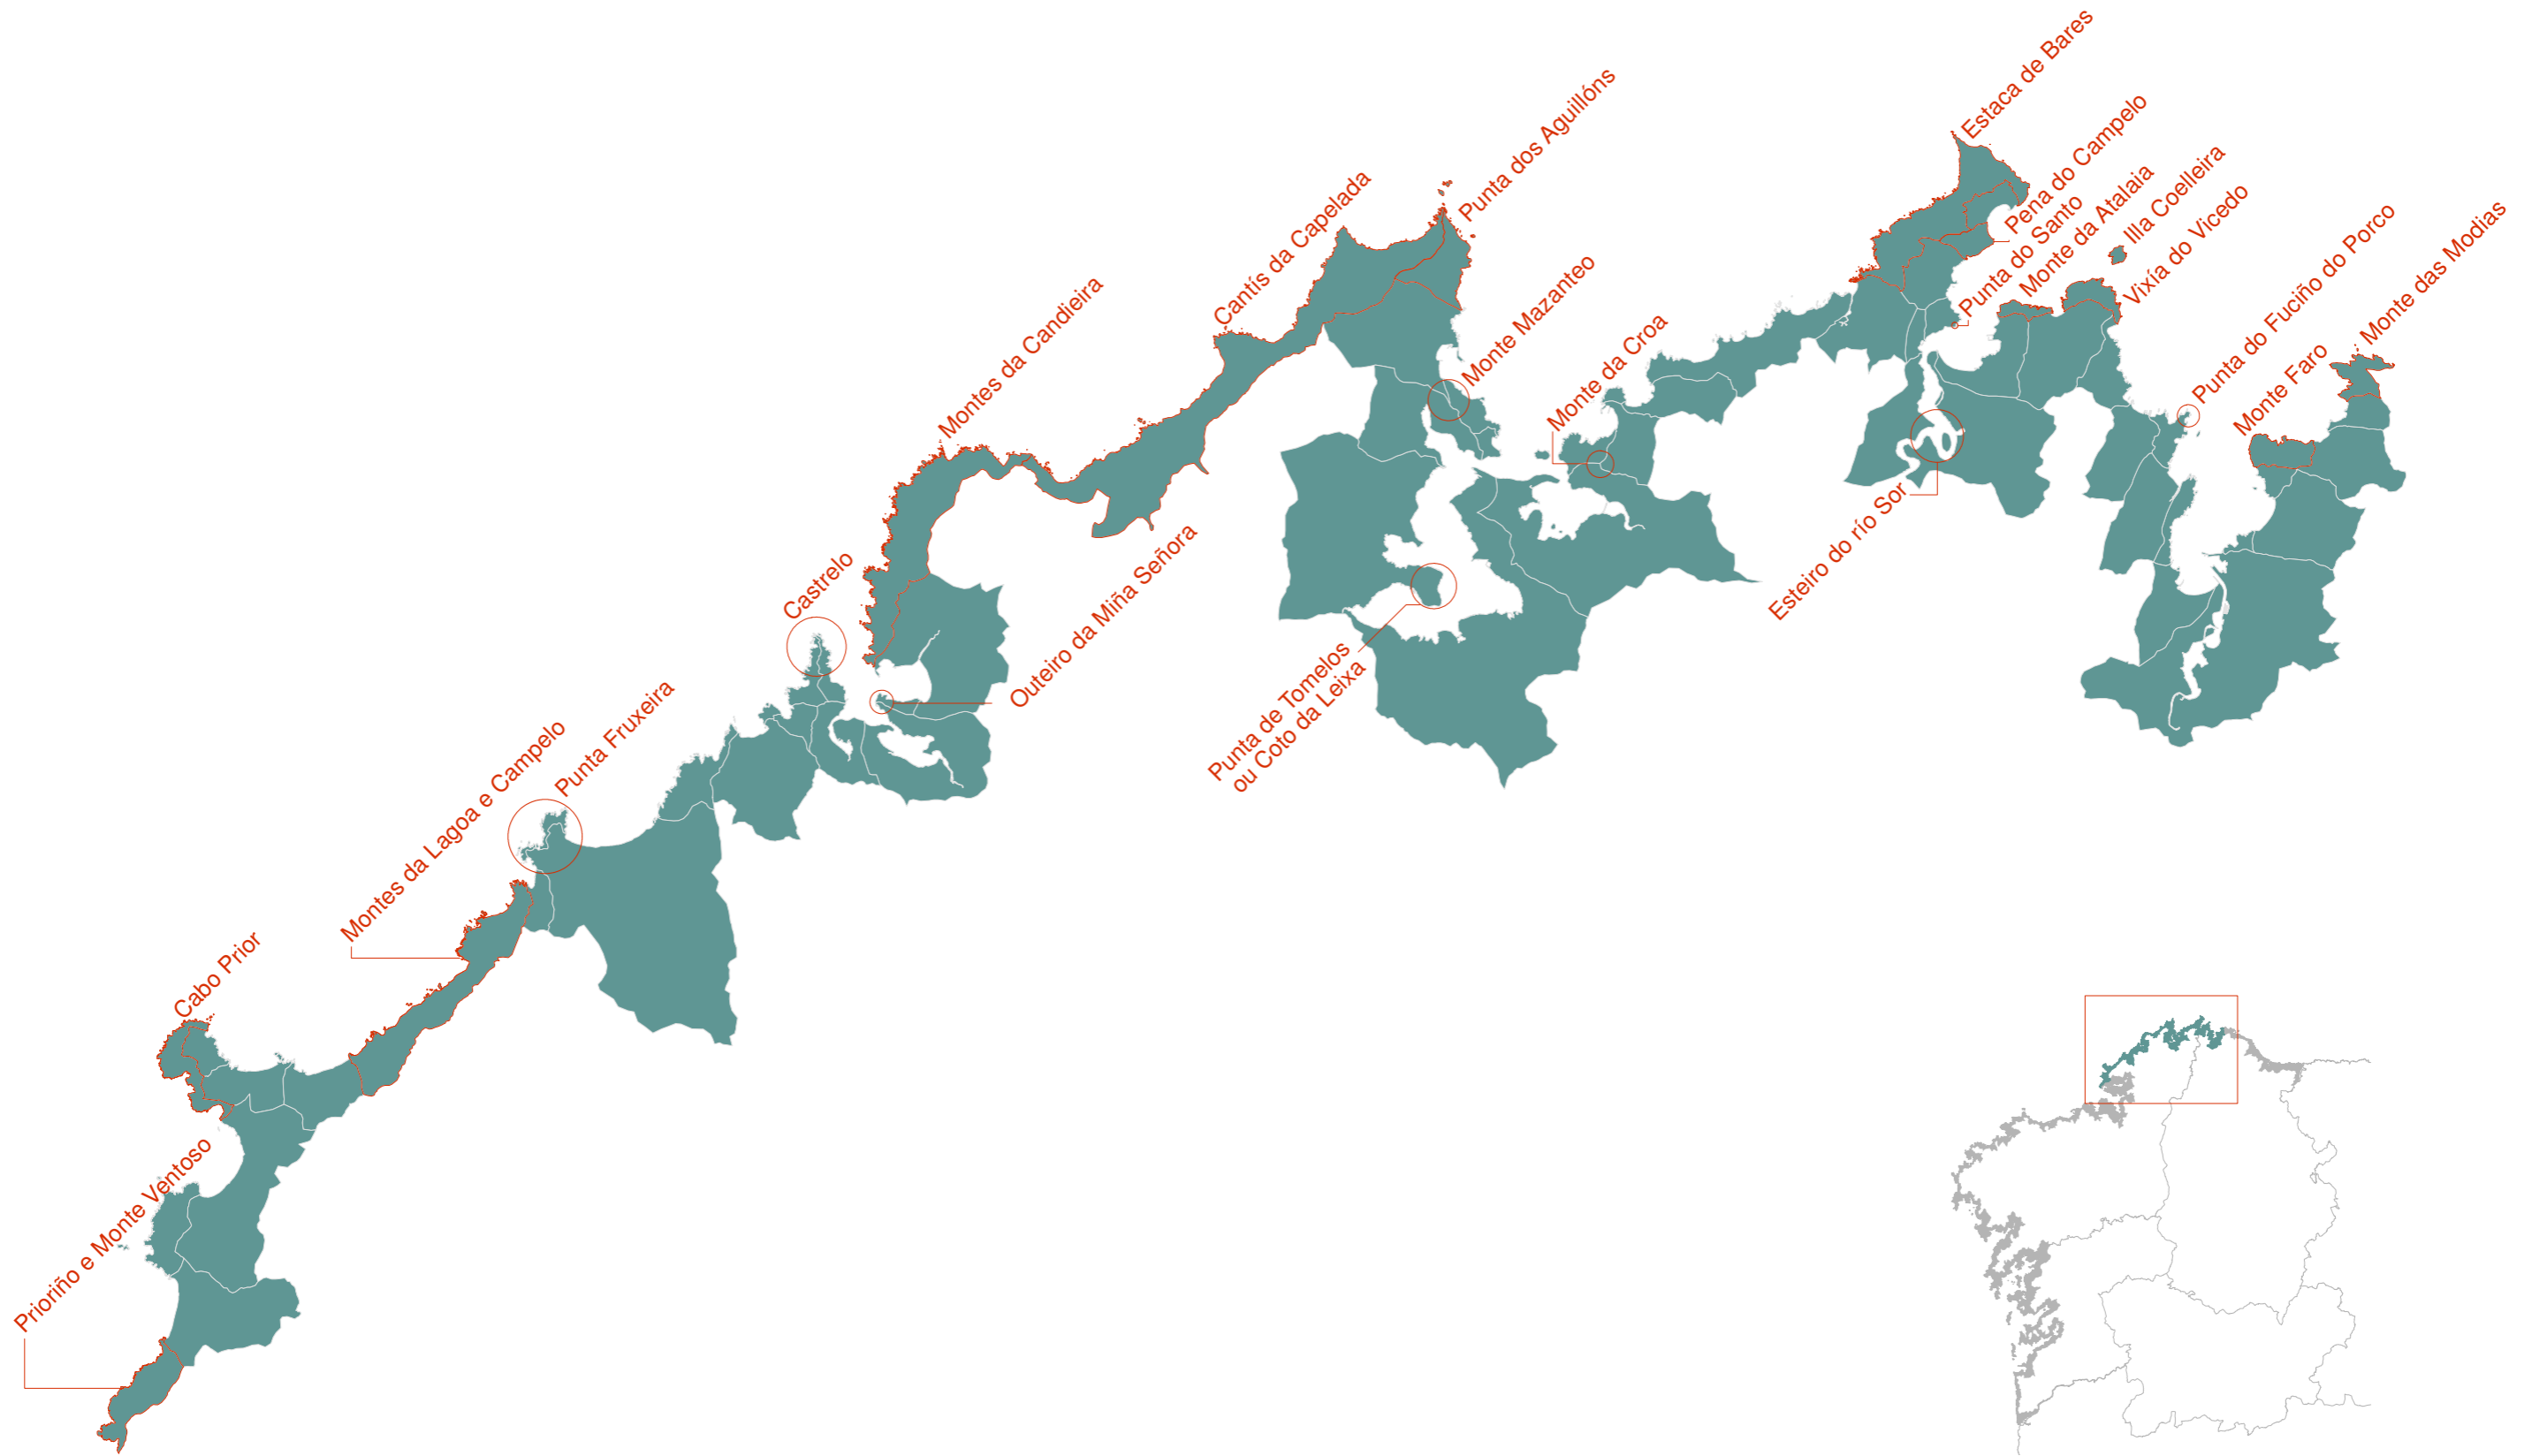 Estaca de Bares
Pena do Campelo
Punta do Santo
Monte da Atalaia
Illa Coelleira
Vixía do Vicedo
Punta do Fuciño do Porco
Monte Faro
Monte das Modias
Punta dos Aguillóns
Cantís da Capelada
Monte Mazanteo
Monte da Croa
Montes da Candieira
Esteiro do río Sor
Castrelo
Outeiro da Miña Señora
Punta de Tomelos
ou Coto da Leixa
Punta Fruxeira
Montes da Lagoa e Campelo
Cabo Prior
Prioriño e Monte Ventoso